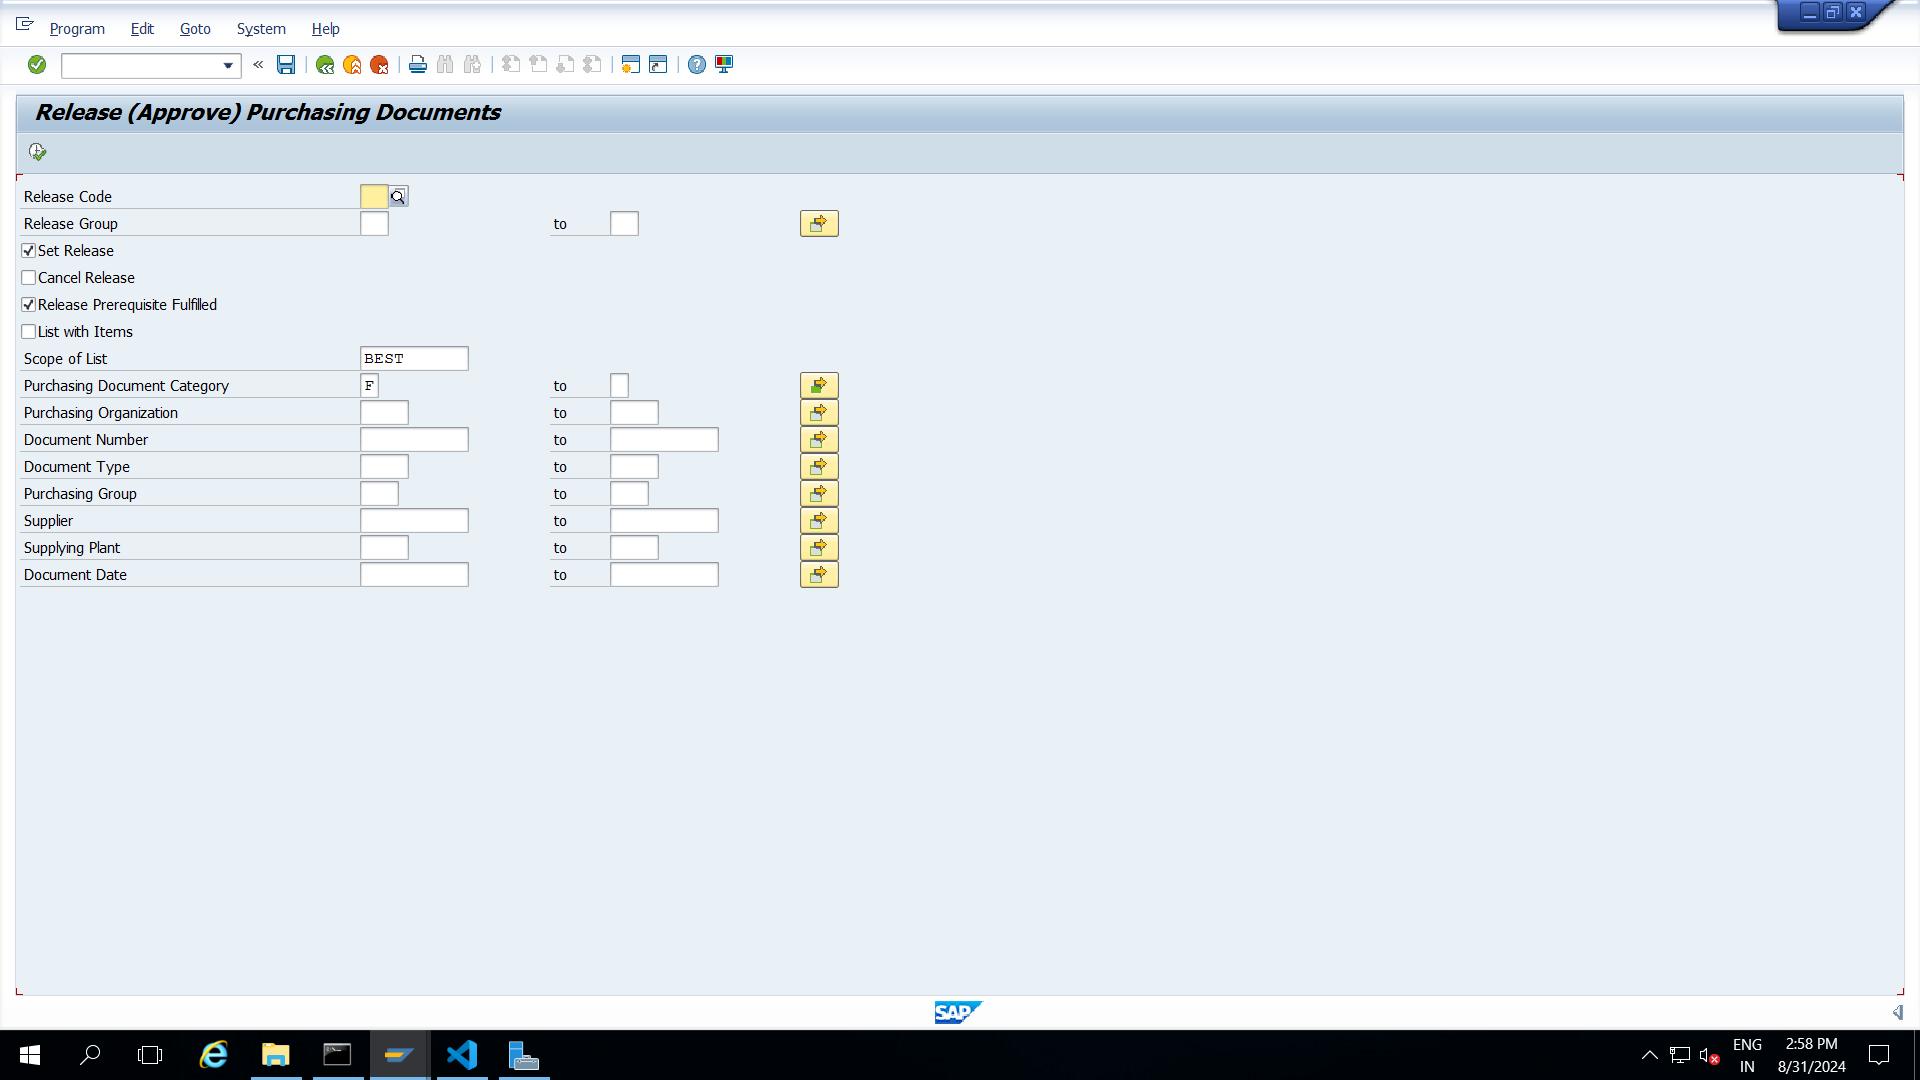 Program Edit Goto System Help
Release (Approve) Purchasing Documents
Release Code
Release Group to
Set Release
Cancel Release
Release Prerequisite Fulfilled
List with Items
Scope of List BEST
Purchasing Document Category F to
Purchasing Organization to
Document Number to
Document Type to
Purchasing Group to
Supplier to
Supplying Plant to
Document Date to
SAP
ENG 2:58 PM
IN 8/31/2024